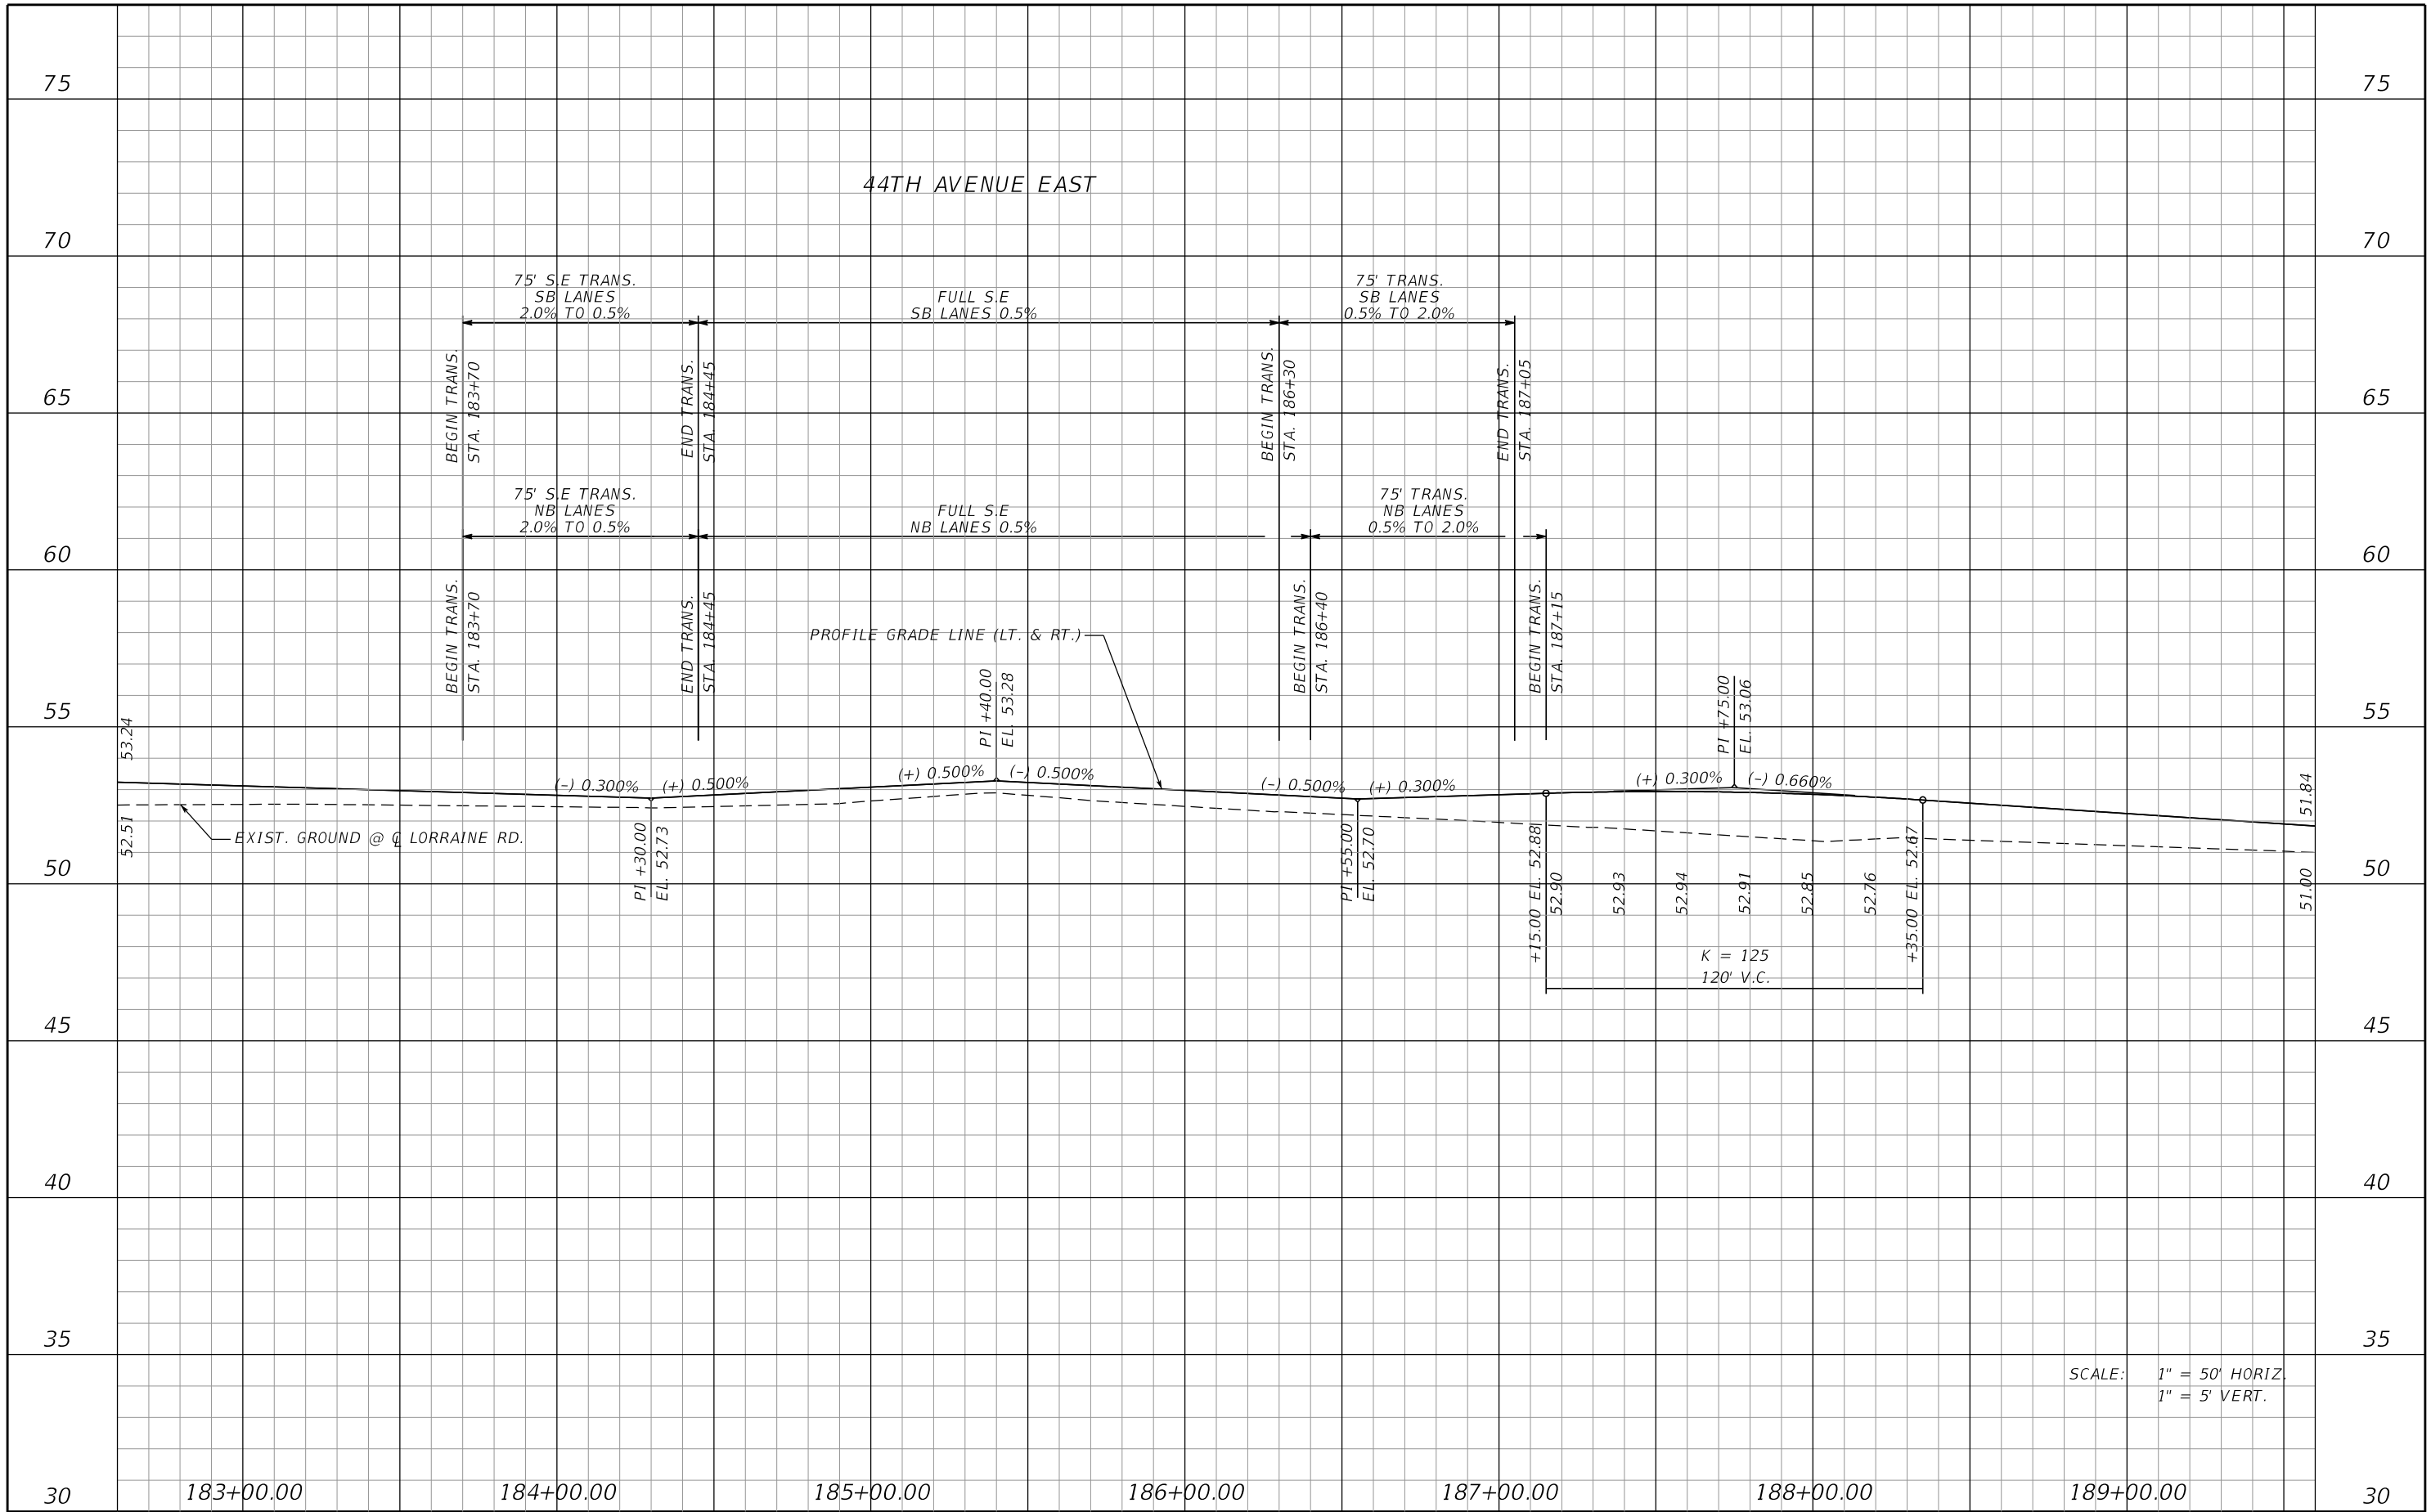 75 75
44TH AVENUE EAST
70 70
75' S.E TRANS.
SB LANES
2.0% TO 0.5%
FULL S.E
SB LANES 0.5%
75' TRANS.
SB LANES
0.5% TO 2.0%
BEGIN TRANS.
STA. 183+70
END TRANS.
STA. 184+45
BEGIN TRANS.
STA. 186+30
END TRANS.
STA. 187+05
65 65
75' S.E TRANS.
NB LANES
2.0% TO 0.5%
FULL S.E
NB LANES 0.5%
75' TRANS.
NB LANES
0.5% TO 2.0%
60 60
BEGIN TRANS.
STA. 183+70
END TRANS.
STA. 184+45
BEGIN TRANS.
STA. 186+40
BEGIN TRANS.
STA. 187+15
PROFILE GRADE LINE (LT. & RT.)
PI +40.00
EL. 53.28
PI +75.00
EL. 53.06
55 55
53.24
(-) 0.300%
(+) 0.500%
(+) 0.500%
(-) 0.500%
(-) 0.500%
(+) 0.300%
(+) 0.300%
(-) 0.660%
51.84
52.51
EXIST. GROUND @ ℄ LORRAINE RD.
PI +30.00
EL. 52.73
PI +55.00
EL. 52.70
+15.00 EL. 52.88
52.90
52.93
52.94
52.91
52.85
52.76
+35.00 EL. 52.67
51.00
50 50
K = 125
120' V.C.
45 45
40 40
35 35
SCALE: 1" = 50' HORIZ.
1" = 5' VERT.
30 183+00.00 184+00.00 185+00.00 186+00.00 187+00.00 188+00.00 189+00.00 30